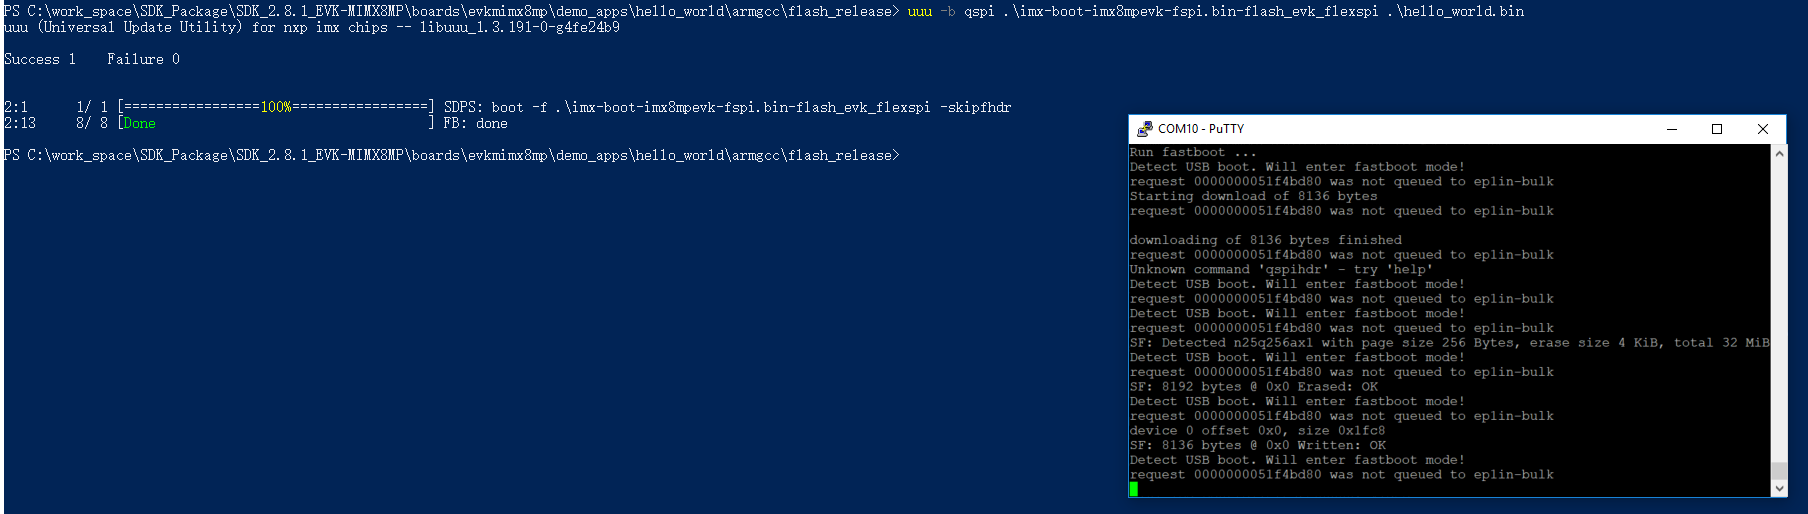 PS C:\work_space\SDK_Package\SDK_2.8.1_EVK-MIMX8MP\boards\evkmimx8mp\demo_apps\hello_world\armgcc\flash_release> uuu -b qspi .\imx-boot-imx8mpevk-fspi.bin-flash_evk_flexspi .\hello_world.bin
uuu (Universal Update Utility) for nxp imx chips -- libuuu_1.3.191-0-g4fe24b9
Success 1    Failure 0
2:1      1/ 1 [=================100%=================] SDPS: boot -f .\imx-boot-imx8mpevk-fspi.bin-flash_evk_flexspi -skipfhdr
2:13     8/ 8 [Done                                  ] FB: done
PS C:\work_space\SDK_Package\SDK_2.8.1_EVK-MIMX8MP\boards\evkmimx8mp\demo_apps\hello_world\armgcc\flash_release>
COM10 - PuTTY
Run fastboot ...
Detect USB boot. Will enter fastboot mode!
request 0000000051f4bd80 was not queued to ep1in-bulk
Starting download of 8136 bytes
request 0000000051f4bd80 was not queued to ep1in-bulk
downloading of 8136 bytes finished
request 0000000051f4bd80 was not queued to ep1in-bulk
Unknown command 'qspihdr' - try 'help'
Detect USB boot. Will enter fastboot mode!
request 0000000051f4bd80 was not queued to ep1in-bulk
Detect USB boot. Will enter fastboot mode!
request 0000000051f4bd80 was not queued to ep1in-bulk
SF: Detected n25q256ax1 with page size 256 Bytes, erase size 4 KiB, total 32 MiB
Detect USB boot. Will enter fastboot mode!
request 0000000051f4bd80 was not queued to ep1in-bulk
SF: 8192 bytes @ 0x0 Erased: OK
Detect USB boot. Will enter fastboot mode!
request 0000000051f4bd80 was not queued to ep1in-bulk
device 0 offset 0x0, size 0x1fc8
SF: 8136 bytes @ 0x0 Written: OK
Detect USB boot. Will enter fastboot mode!
request 0000000051f4bd80 was not queued to ep1in-bulk